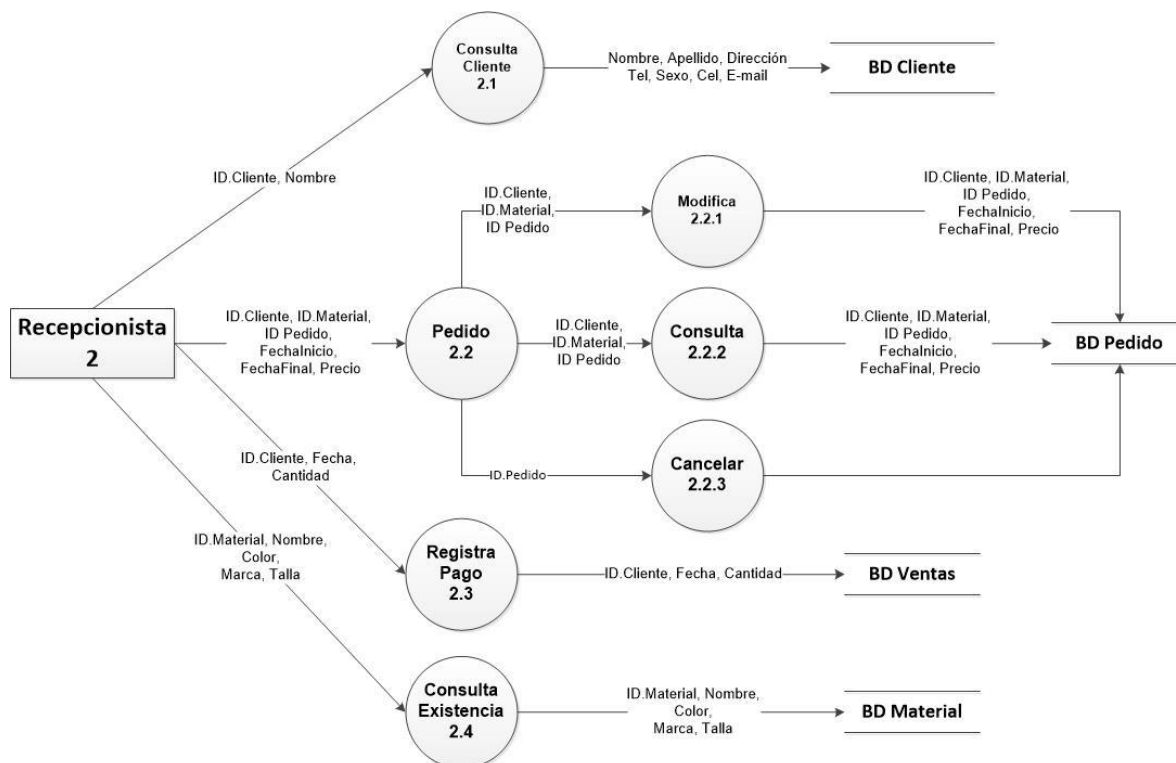 Consulta
Cliente
2.1
Nombre, Apellido, Dirección
Tel, Sexo, Cel, E-mail
BD Cliente
ID.Cliente, Nombre
ID.Cliente,
ID.Material,
ID Pedido
Modifica
2.2.1
ID.Cliente, ID.Material,
ID Pedido,
FechaInicio,
FechaFinal, Precio
Recepcionista
2
ID.Cliente, ID.Material,
ID Pedido,
FechaInicio,
FechaFinal, Precio
Pedido
2.2
ID.Cliente,
ID.Material,
ID Pedido
Consulta
2.2.2
ID.Cliente, ID.Material,
ID Pedido,
FechaInicio,
FechaFinal, Precio
BD Pedido
ID.Pedido
Cancelar
2.2.3
ID.Cliente, Fecha,
Cantidad
Registra
Pago
2.3
ID.Cliente, Fecha, Cantidad
BD Ventas
ID.Material, Nombre,
Color,
Marca, Talla
Consulta
Existencia
2.4
ID.Material, Nombre,
Color,
Marca, Talla
BD Material